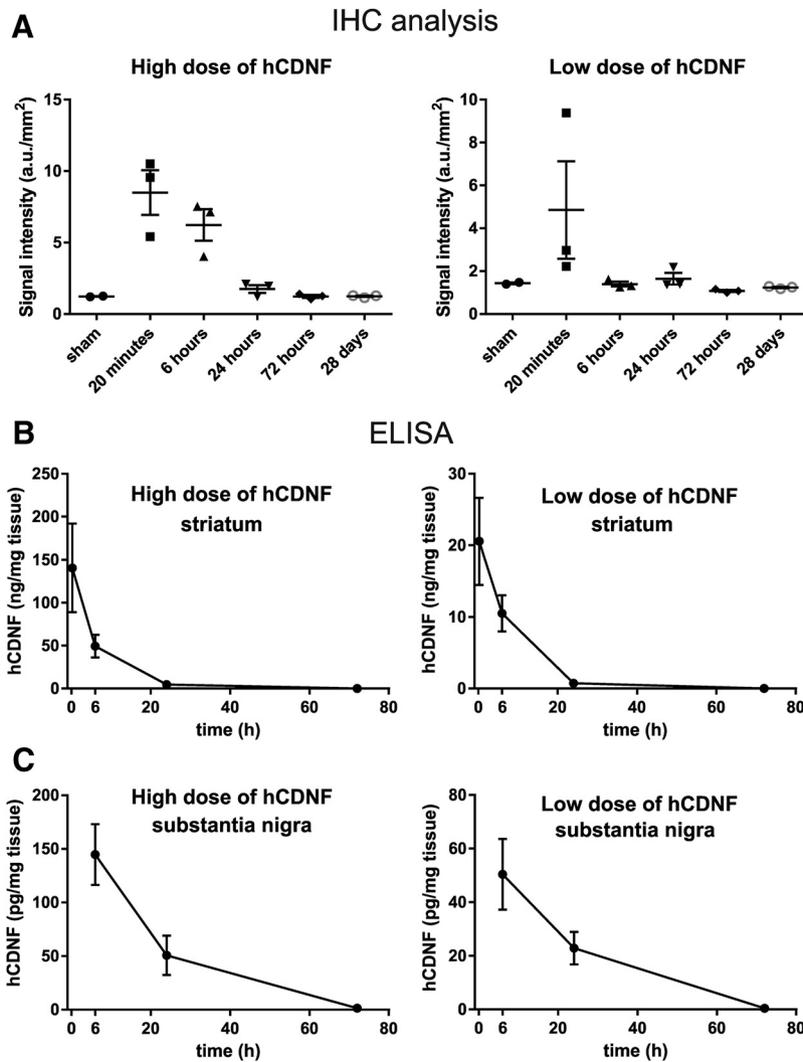 A
IHC analysis
High dose of hCDNF
Signal intensity (a.u./mm²)
15
10
5
0
sham
20 minutes
6 hours
24 hours
72 hours
28 days
Low dose of hCDNF
Signal intensity (a.u./mm²)
10
8
6
4
2
0
sham
20 minutes
6 hours
24 hours
72 hours
28 days
B
ELISA
High dose of hCDNF
striatum
hCDNF (ng/mg tissue)
250
200
150
100
50
0
0 6 20 40 60 80
time (h)
Low dose of hCDNF
striatum
hCDNF (ng/mg tissue)
30
20
10
0
0 6 20 40 60 80
time (h)
C
High dose of hCDNF
substantia nigra
hCDNF (pg/mg tissue)
200
150
100
50
0
0 6 20 40 60 80
time (h)
Low dose of hCDNF
substantia nigra
hCDNF (pg/mg tissue)
80
60
40
20
0
0 6 20 40 60 80
time (h)